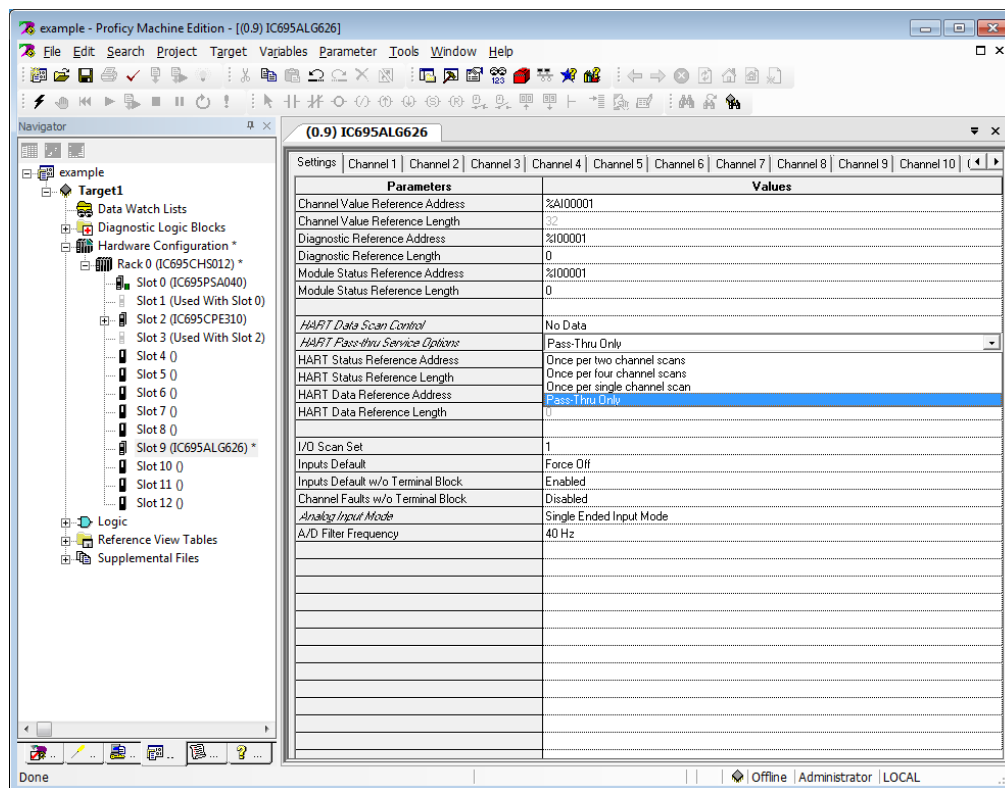 example - Proficy Machine Edition - [(0.9) IC695ALG626]
File Edit Search Project Target Variables Parameter Tools Window Help
Navigator
(0.9) IC695ALG626
Settings Channel 1 Channel 2 Channel 3 Channel 4 Channel 5 Channel 6 Channel 7 Channel 8 Channel 9 Channel 10
example
Target1
Data Watch Lists
Diagnostic Logic Blocks
Hardware Configuration *
Rack 0 (IC695CHS012) *
Slot 0 (IC695PSA040)
Slot 1 (Used With Slot 0)
Slot 2 (IC695CPE310)
Slot 3 (Used With Slot 2)
Slot 4 ()
Slot 5 ()
Slot 6 ()
Slot 7 ()
Slot 8 ()
Slot 9 (IC695ALG626) *
Slot 10 ()
Slot 11 ()
Slot 12 ()
Logic
Reference View Tables
Supplemental Files
Parameters Values
Channel Value Reference Address %AI00001
Channel Value Reference Length 32
Diagnostic Reference Address %I00001
Diagnostic Reference Length 0
Module Status Reference Address %I00001
Module Status Reference Length 0
HART Data Scan Control No Data
HART Pass-thru Service Options Pass-Thru Only
HART Status Reference Address Once per two channel scans
HART Status Reference Length Once per four channel scans
Once per single channel scan
HART Data Reference Address Pass-Thru Only
HART Data Reference Length 0
I/O Scan Set 1
Inputs Default Force Off
Inputs Default w/o Terminal Block Enabled
Channel Faults w/o Terminal Block Disabled
Analog Input Mode Single Ended Input Mode
A/D Filter Frequency 40 Hz
Done
Offline Administrator LOCAL